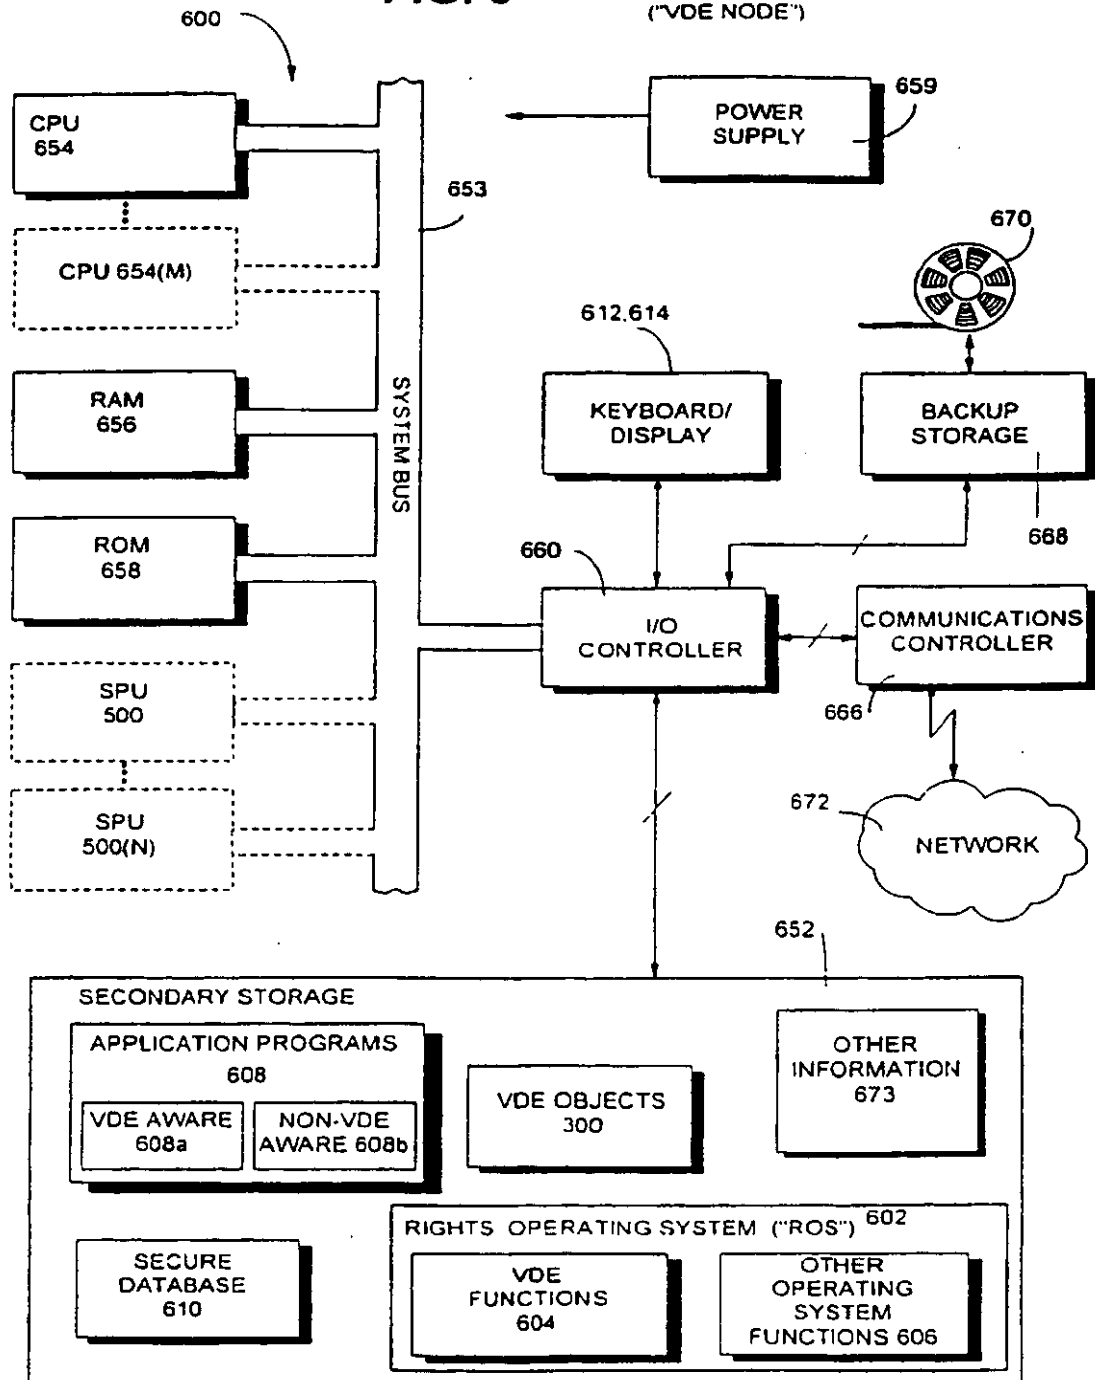 ("VDE NODE")
600
CPU
654
POWER
SUPPLY
659
653
CPU 654(M)
670
612,614
RAM
656
SYSTEM BUS
KEYBOARD/
DISPLAY
BACKUP
STORAGE
668
ROM
658
660
I/O
CONTROLLER
COMMUNICATIONS
CONTROLLER
666
SPU
500
672
NETWORK
SPU
500(N)
652
SECONDARY STORAGE
APPLICATION PROGRAMS
608
VDE AWARE
608a
NON-VDE
AWARE 608b
VDE OBJECTS
300
OTHER
INFORMATION
673
SECURE
DATABASE
610
RIGHTS OPERATING SYSTEM ("ROS") 602
VDE
FUNCTIONS
604
OTHER
OPERATING
SYSTEM
FUNCTIONS 606